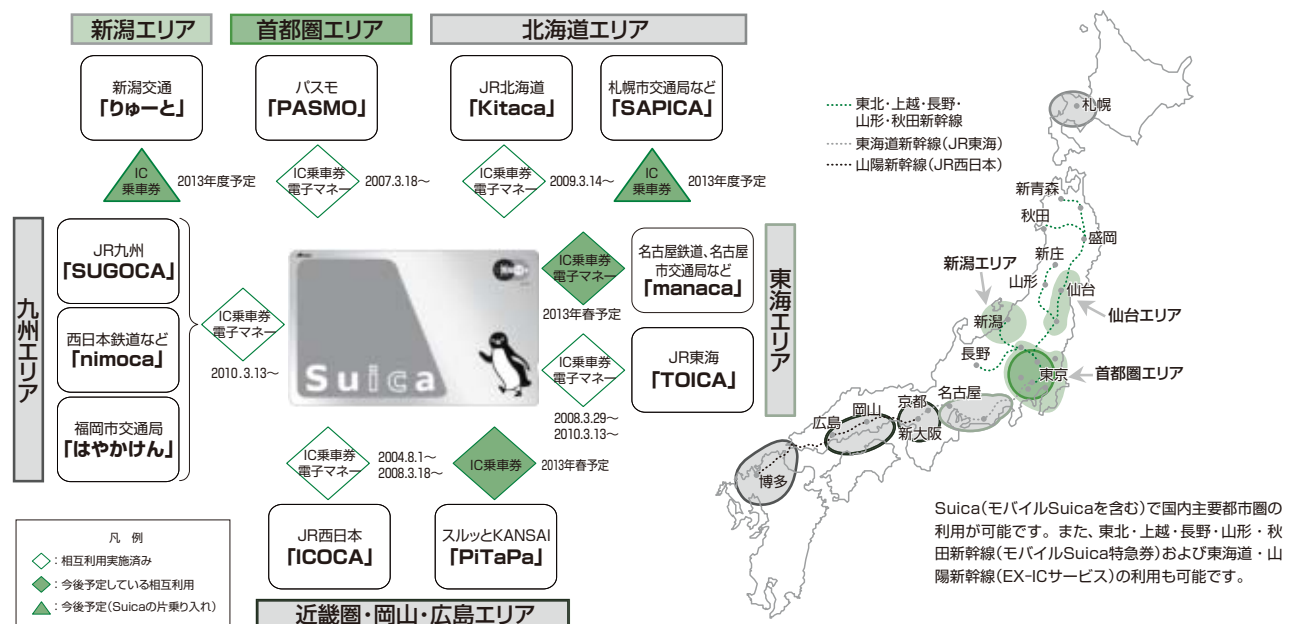 新潟エリア
首都圏エリア
北海道エリア
新潟交通
「りゅーと」
パスモ
「PASMO」
JR北海道
「Kitaca」
札幌市交通局など
「SAPICA」
IC
乗車券
2013年度予定
IC乗車券
電子マネー
2007.3.18〜
IC乗車券
電子マネー
2009.3.14〜
IC
乗車券
2013年度予定
九州エリア
JR九州
「SUGOCA」
西日本鉄道など
「nimoca」
福岡市交通局
「はやかけん」
IC乗車券
電子マネー
2010.3.13〜
Suica
IC乗車券
電子マネー
2013年春予定
名古屋鉄道、名古屋
市交通局など
「manaca」
IC乗車券
電子マネー
2008.3.29〜
2010.3.13〜
JR東海
「TOICA」
東海エリア
IC乗車券
電子マネー
2004.8.1〜
2008.3.18〜
IC乗車券
2013年春予定
JR西日本
「ICOCA」
スルッとKANSAI
「PiTaPa」
近畿圏・岡山・広島エリア
凡 例
：相互利用実施済み
：今後予定している相互利用
：今後予定（Suicaの片乗り入れ）
東北・上越・長野・
山形・秋田新幹線
東海道新幹線（JR東海）
山陽新幹線（JR西日本）
札幌
新青森
秋田
盛岡
新庄
新潟エリア
山形
仙台
仙台エリア
新潟
長野
東京
首都圏エリア
名古屋
京都
岡山
広島
新大阪
博多
Suica（モバイルSuicaを含む）で国内主要都市圏の
利用が可能です。また、東北・上越・長野・山形・秋
田新幹線（モバイルSuica特急券）および東海道・山
陽新幹線（EX-ICサービス）の利用も可能です。